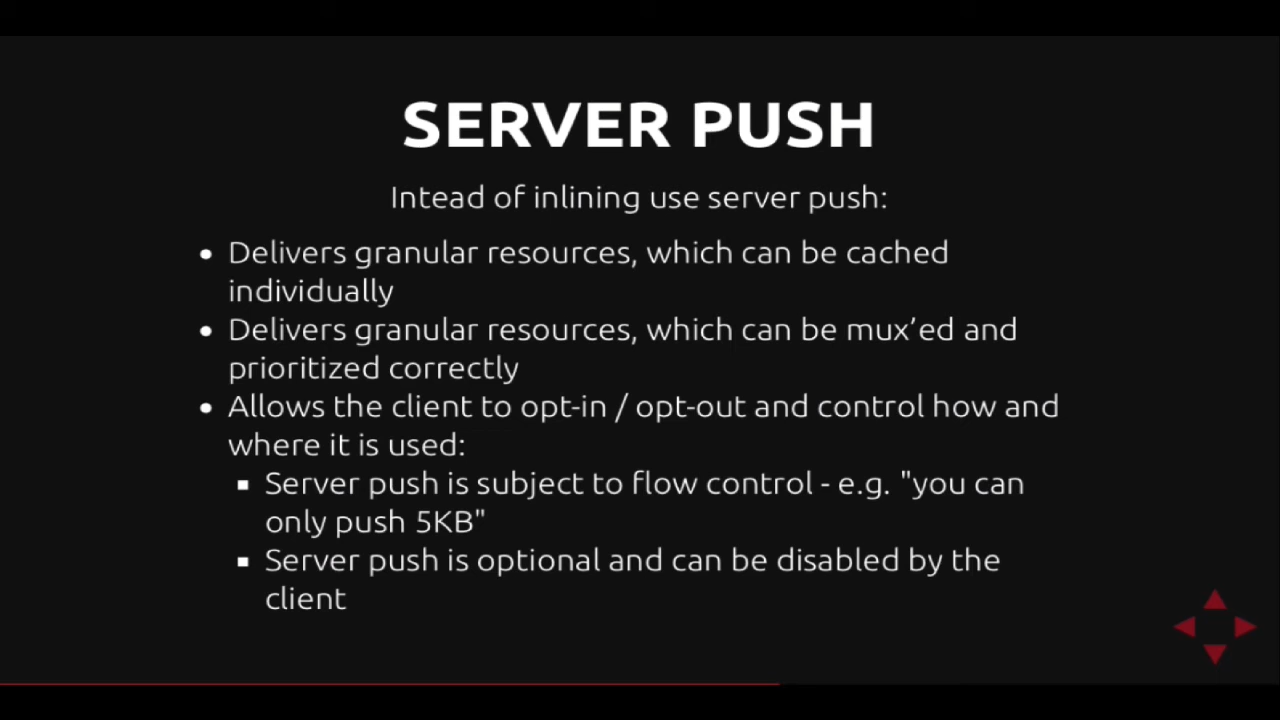 SERVER PUSH
Intead of inlining use server push:
Delivers granular resources, which can be cached
individually
Delivers granular resources, which can be mux’ed and
prioritized correctly
Allows the client to opt-in / opt-out and control how and
where it is used:
Server push is subject to flow control - e.g. "you can
only push 5KB"
Server push is optional and can be disabled by the
client